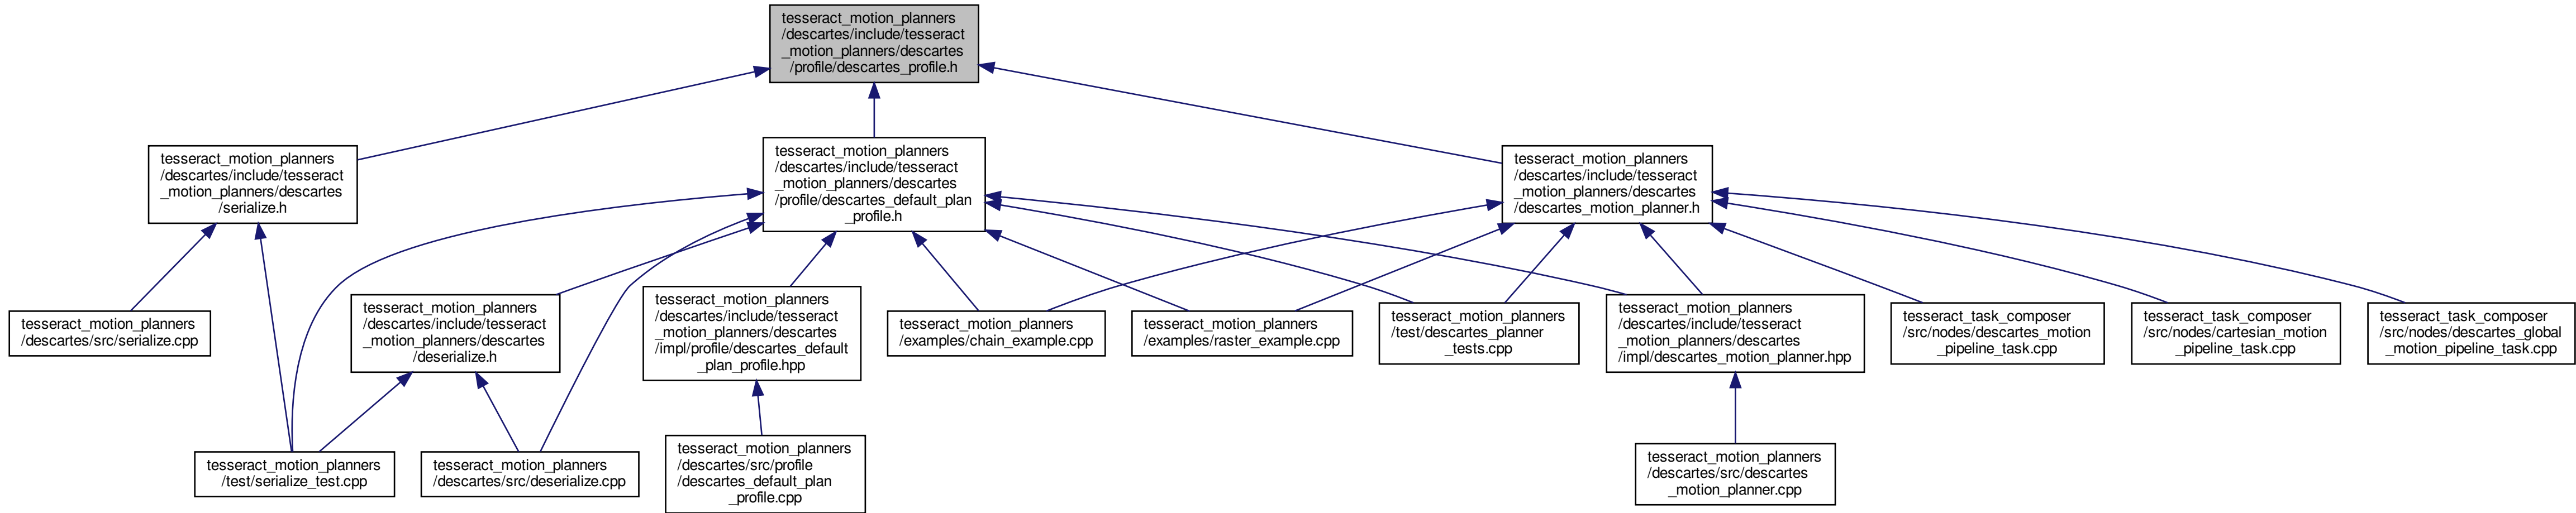 tesseract_motion_planners
/descartes/include/tesseract
_motion_planners/descartes
/profile/descartes_profile.h
tesseract_motion_planners
/descartes/include/tesseract
_motion_planners/descartes
/serialize.h
tesseract_motion_planners
/descartes/include/tesseract
_motion_planners/descartes
/profile/descartes_default_plan
_profile.h
tesseract_motion_planners
/descartes/include/tesseract
_motion_planners/descartes
/descartes_motion_planner.h
tesseract_motion_planners
/descartes/src/serialize.cpp
tesseract_motion_planners
/descartes/include/tesseract
_motion_planners/descartes
/deserialize.h
tesseract_motion_planners
/descartes/include/tesseract
_motion_planners/descartes
/impl/profile/descartes_default
_plan_profile.hpp
tesseract_motion_planners
/examples/chain_example.cpp
tesseract_motion_planners
/examples/raster_example.cpp
tesseract_motion_planners
/test/descartes_planner
_tests.cpp
tesseract_motion_planners
/descartes/include/tesseract
_motion_planners/descartes
/impl/descartes_motion_planner.hpp
tesseract_task_composer
/src/nodes/descartes_motion
_pipeline_task.cpp
tesseract_task_composer
/src/nodes/cartesian_motion
_pipeline_task.cpp
tesseract_task_composer
/src/nodes/descartes_global
_motion_pipeline_task.cpp
tesseract_motion_planners
/test/serialize_test.cpp
tesseract_motion_planners
/descartes/src/deserialize.cpp
tesseract_motion_planners
/descartes/src/profile
/descartes_default_plan
_profile.cpp
tesseract_motion_planners
/descartes/src/descartes
_motion_planner.cpp